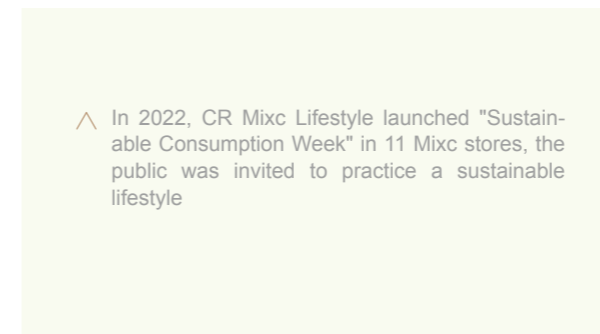 In 2022, CR Mixc Lifestyle launched "Sustain-
able Consumption Week" in 11 Mixc stores, the
public was invited to practice a sustainable
lifestyle